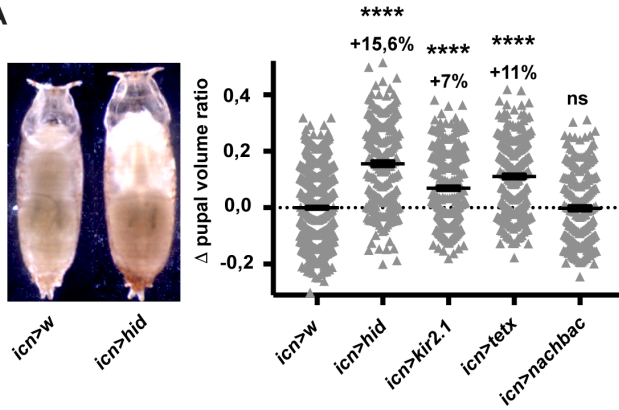 A
****
+15,6%
****
+7%
****
+11%
ns
Δ pupal volume ratio
0,4
0,2
0,0
-0,2
icn>w
icn>hid
icn>w
icn>hid
icn>kir2.1
icn>tetx
icn>nachbac